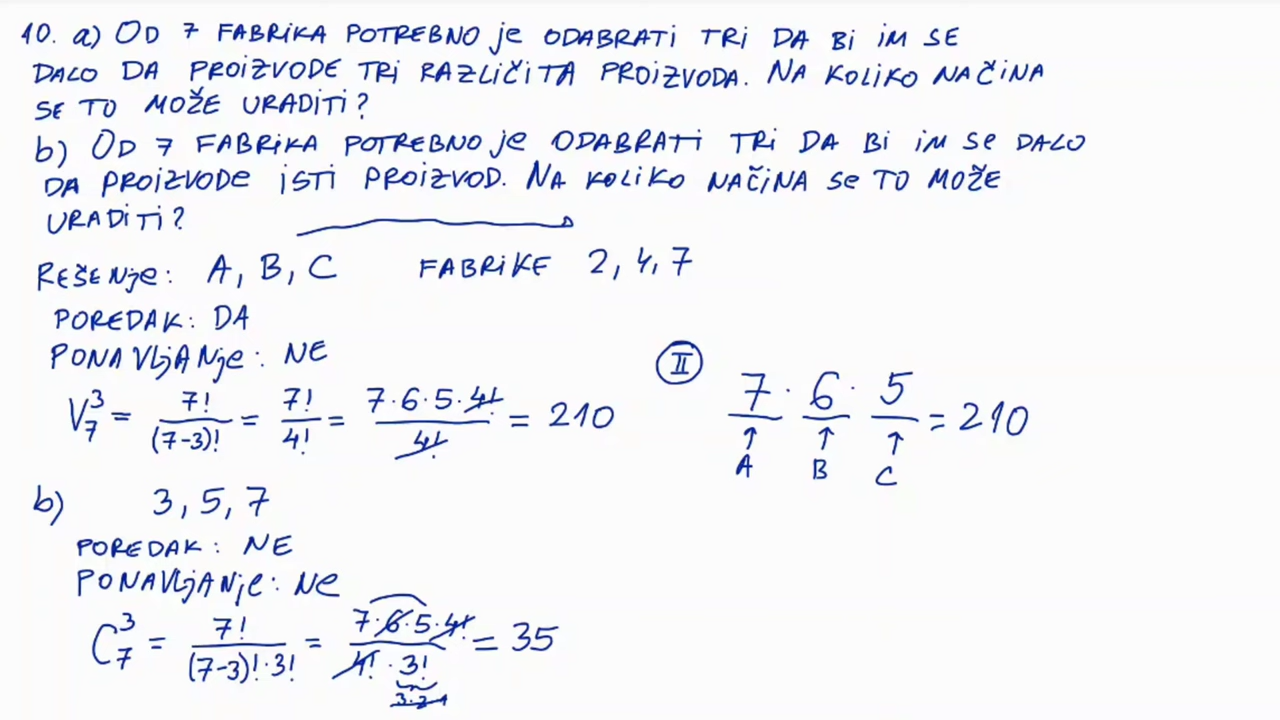 10. a) OD 7 FABRIKA POTREBNO je ODABRATI TRI DA BI IM SE
DALO DA PROIZVODE TRI RAZLIČITA PROIZVODA. NA KOLIKO NAČINA
SE TO MOŽE URADITI?
b) OD 7 FABRIKA POTREBNO je ODABRATI TRI DA BI IM SE DALO
DA PROIZVODE ISTI PROIZVOD. NA KOLIKO NAČINA SE TO MOŽE
URADITI?
REŠENje: A, B, C FABRIKE 2, 4, 7
POREDAK: DA
PONAVLjANje: NE
V₇³ = 7!/(7-3)! = 7!/4! = 7·6·5·4!/4! = 210
II 7 · 6 · 5 = 210
↑ ↑ ↑
A B C
b) 3, 5, 7
POREDAK: NE
PONAVLjANje: NE
C₇³ = 7!/(7-3)!·3! = 7·6·5·4!/4!·3! = 35
3·2·1